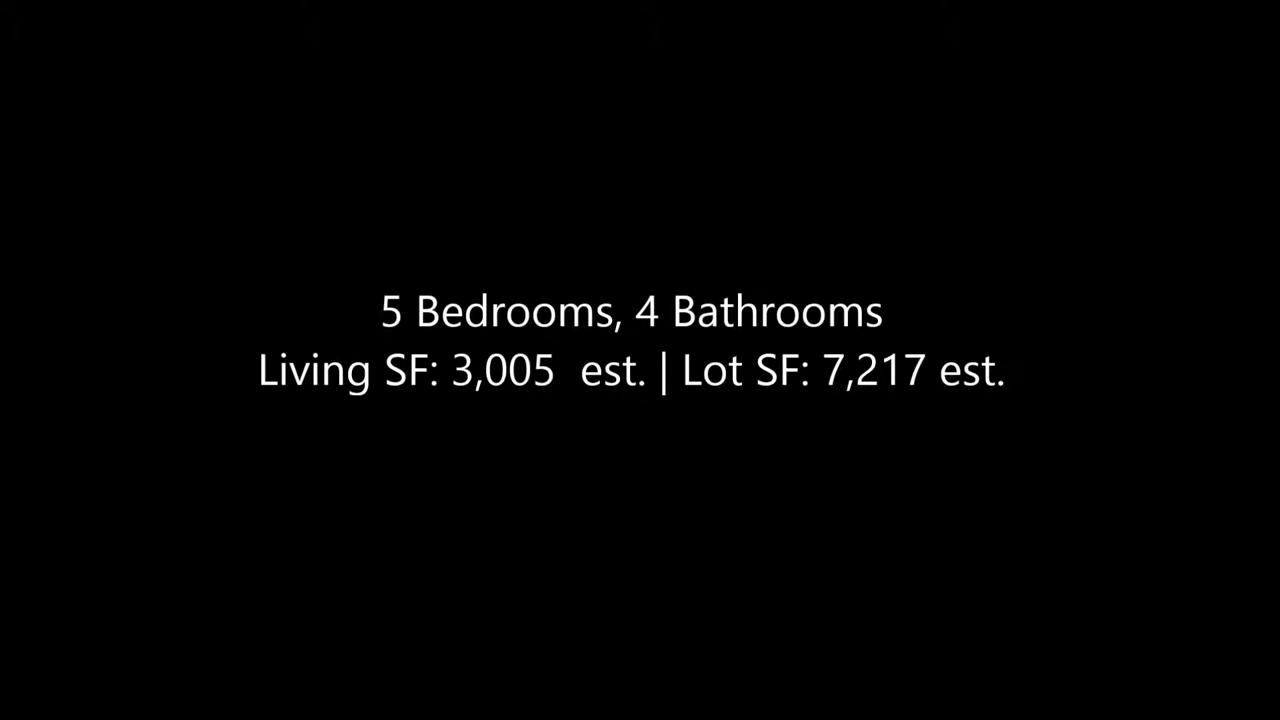 5 Bedrooms, 4 Bathrooms
Living SF: 3,005  est. | Lot SF: 7,217 est.